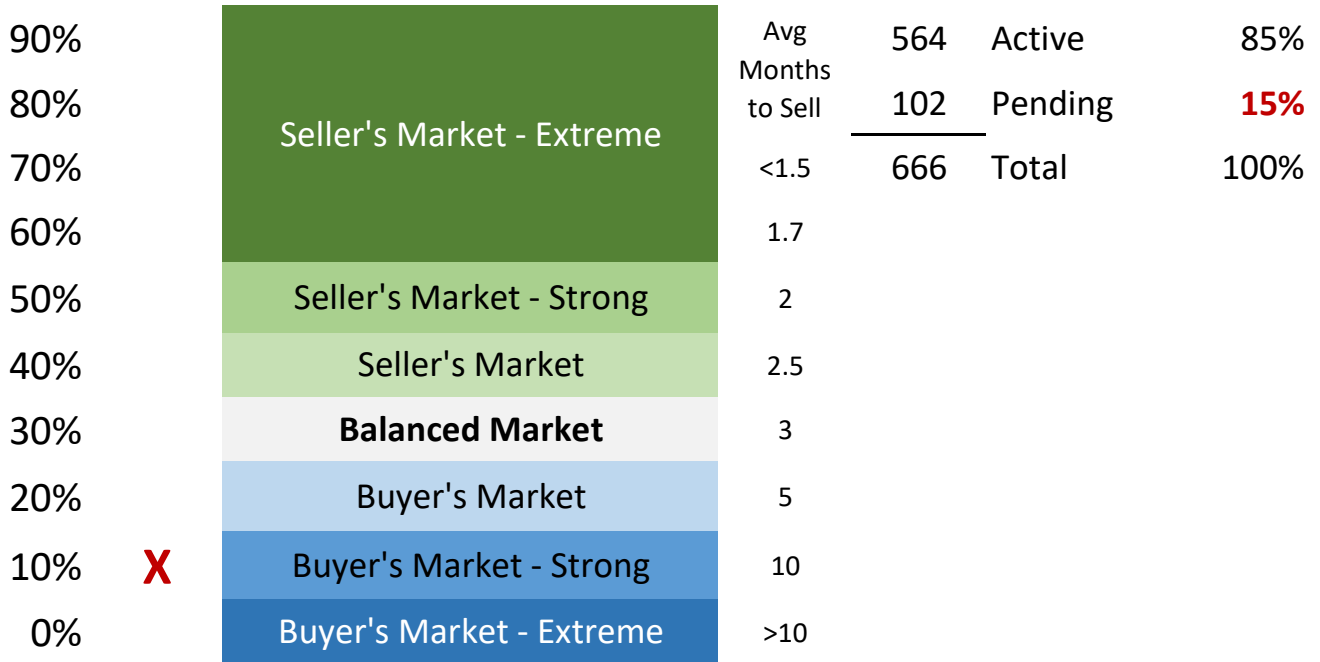 90% Avg 564 Active 85%
Months
80% to Sell 102 Pending 15%
Seller's Market - Extreme
70% <1.5 666 Total 100%
60% 1.7
50% Seller's Market - Strong 2
40% Seller's Market 2.5
30% Balanced Market 3
20% Buyer's Market 5
10% X Buyer's Market - Strong 10
0% Buyer's Market - Extreme >10